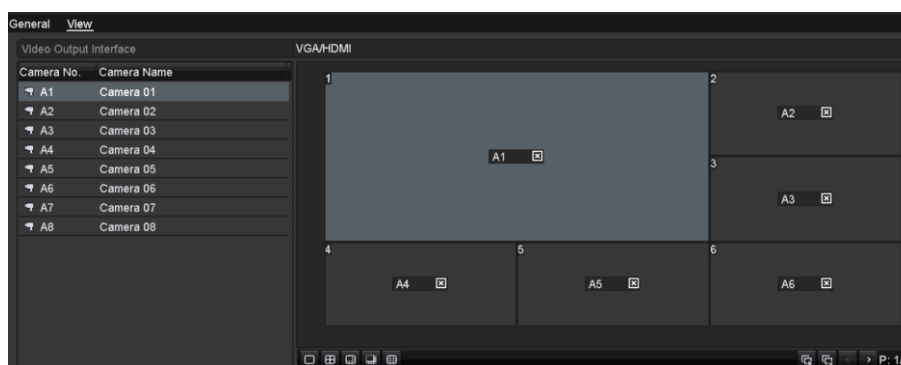 General View
Video Output Interface VGA/HDMI
Camera No. Camera Name
A1 Camera 01
A2 Camera 02
A3 Camera 03
A4 Camera 04
A5 Camera 05
A6 Camera 06
A7 Camera 07
A8 Camera 08
1
A1
2
A2
3
A3
4
A4
5
A5
6
A6
P: 1/